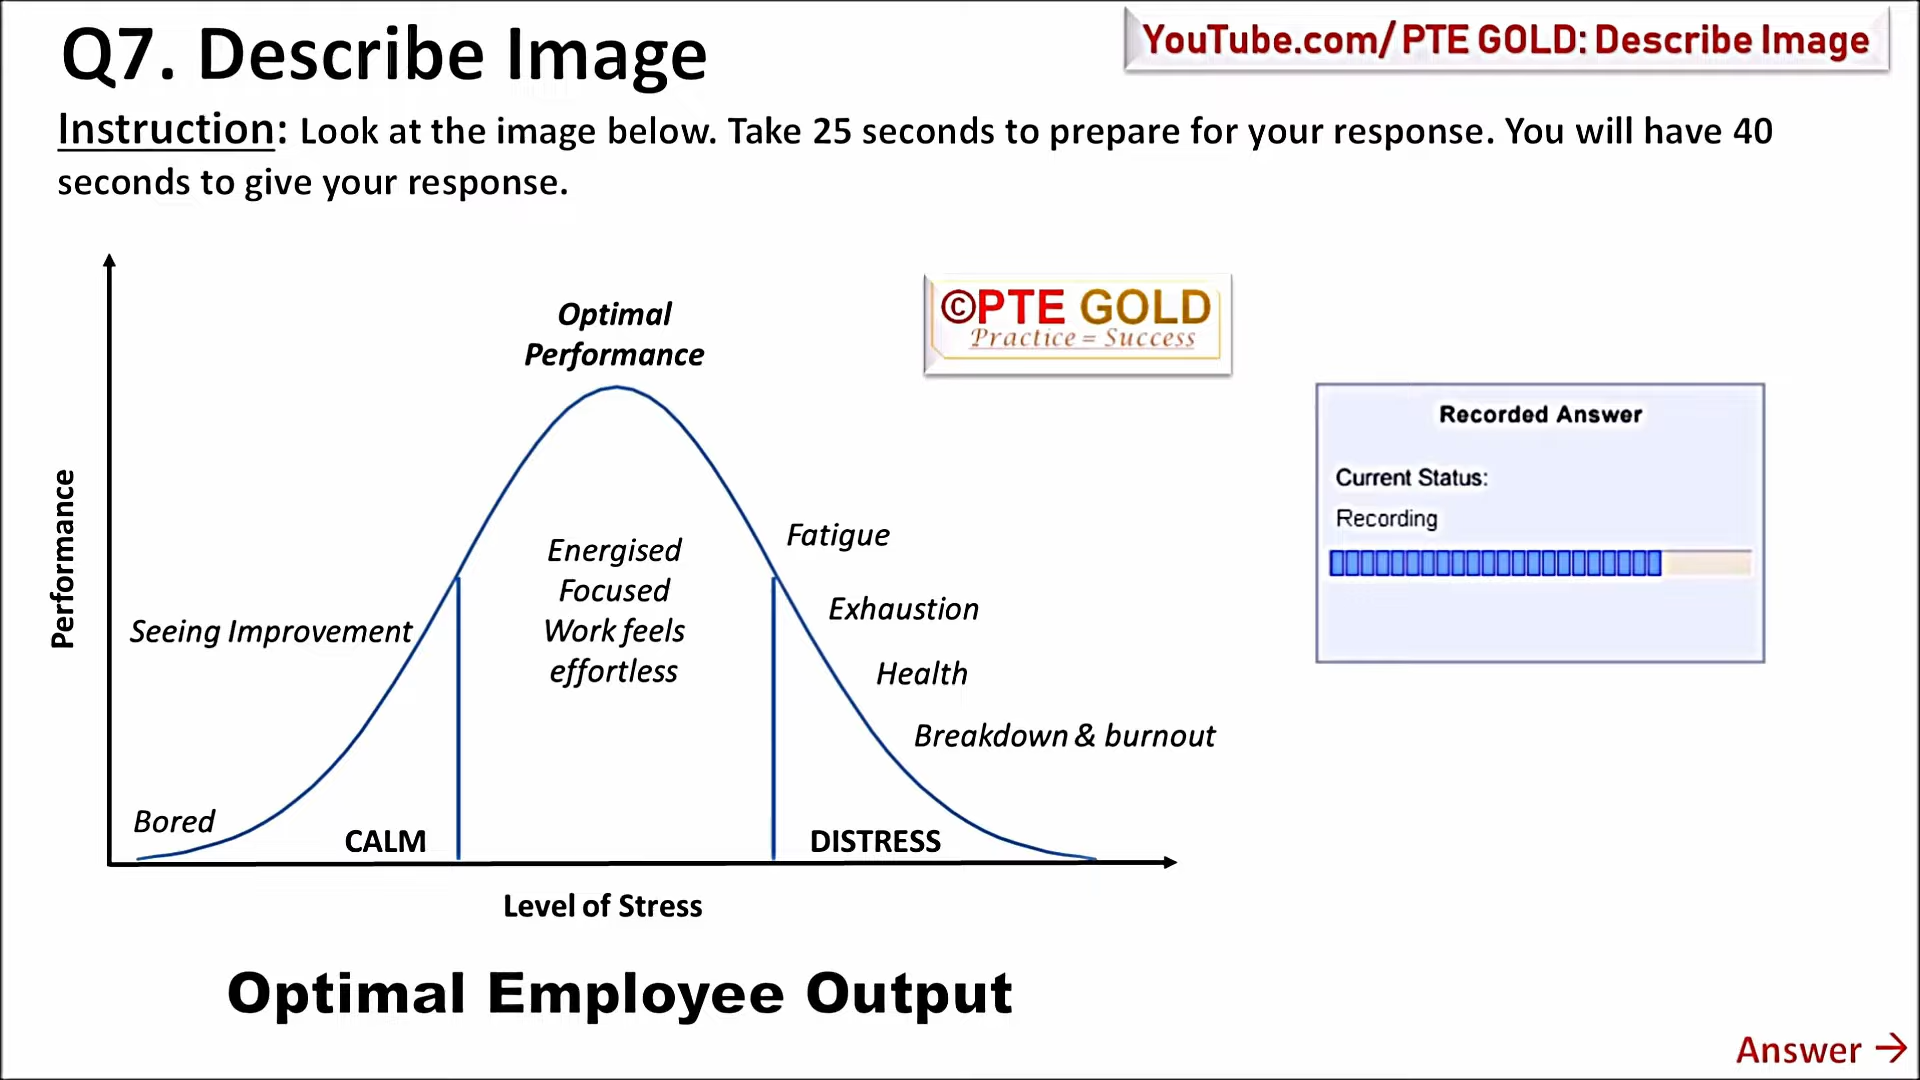 Q7. Describe Image
YouTube.com/ PTE GOLD: Describe Image
Instruction: Look at the image below. Take 25 seconds to prepare for your response. You will have 40
seconds to give your response.
©PTE GOLD
Practice = Success
Optimal
Performance
Recorded Answer
Current Status:
Recording
Performance
Fatigue
Energised
Focused
Work feels
effortless
Exhaustion
Seeing Improvement
Health
Breakdown & burnout
Bored
CALM
DISTRESS
Level of Stress
Optimal Employee Output
Answer →